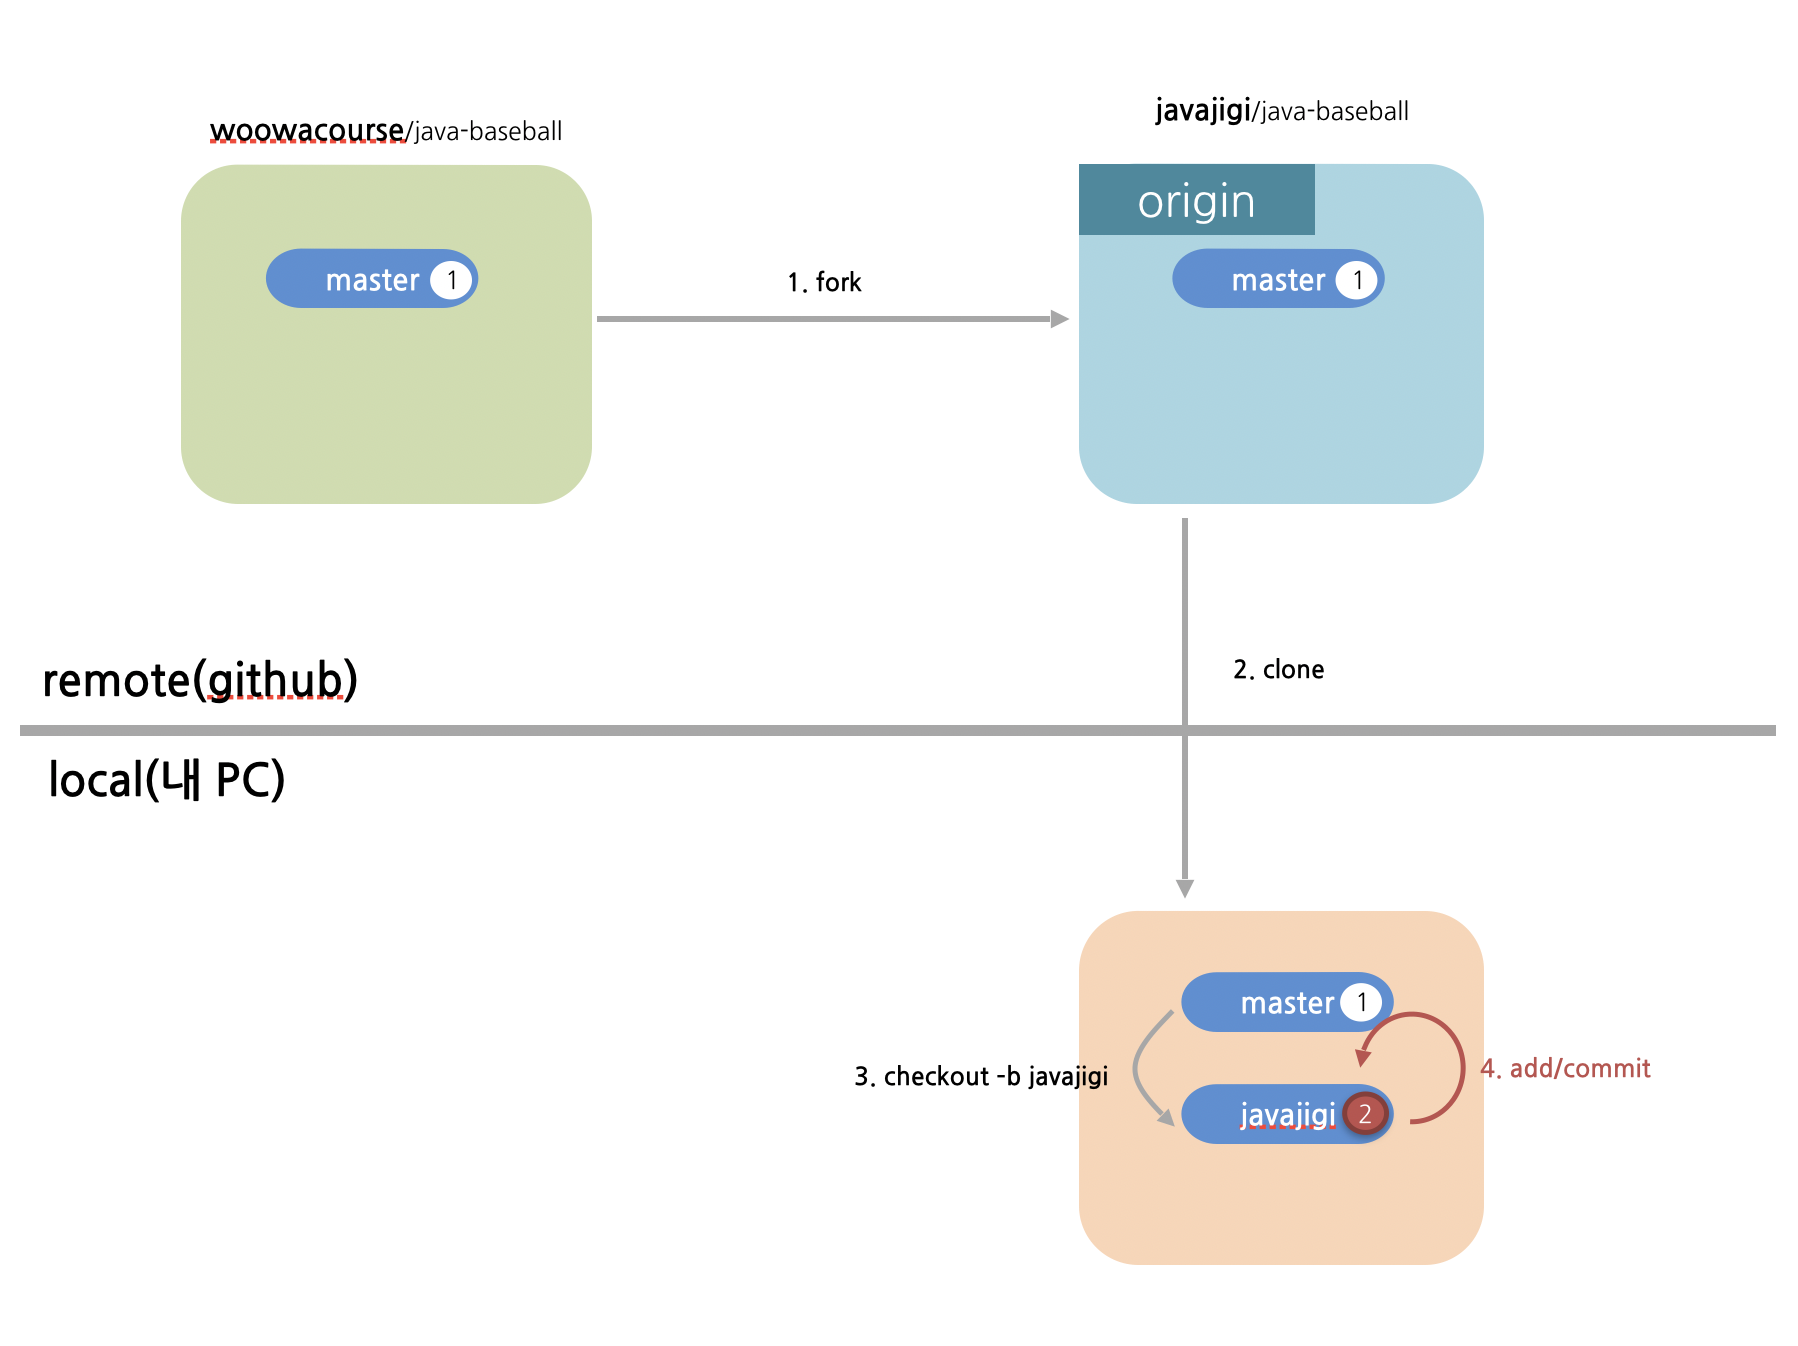 woowacourse/java-baseball
javajigi/java-baseball
origin
master 1
1. fork
master 1
remote(github)
2. clone
local(내 PC)
master 1
3. checkout -b javajigi
4. add/commit
javajigi 2